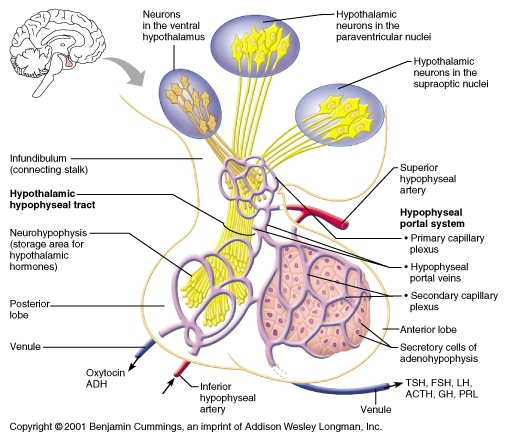 Neurons
in the ventral
hypothalamus
Hypothalamic
neurons in the
paraventricular nuclei
Hypothalamic
neurons in the
supraoptic nuclei
Infundibulum
(connecting stalk)
Hypothalamic
hypophyseal tract
Neurohypophysis
(storage area for
hypothalamic
hormones)
Posterior
lobe
Venule
Oxytocin
ADH
Inferior
hypophyseal
artery
Superior
hypophyseal
artery
Hypophyseal
portal system
• Primary capillary
plexus
• Hypophyseal
portal veins
• Secondary capillary
plexus
Anterior lobe
Secretory cells of
adenohypophysis
TSH, FSH, LH,
ACTH, GH, PRL
Venule
Copyright © 2001 Benjamin Cummings, an imprint of Addison Wesley Longman, Inc.